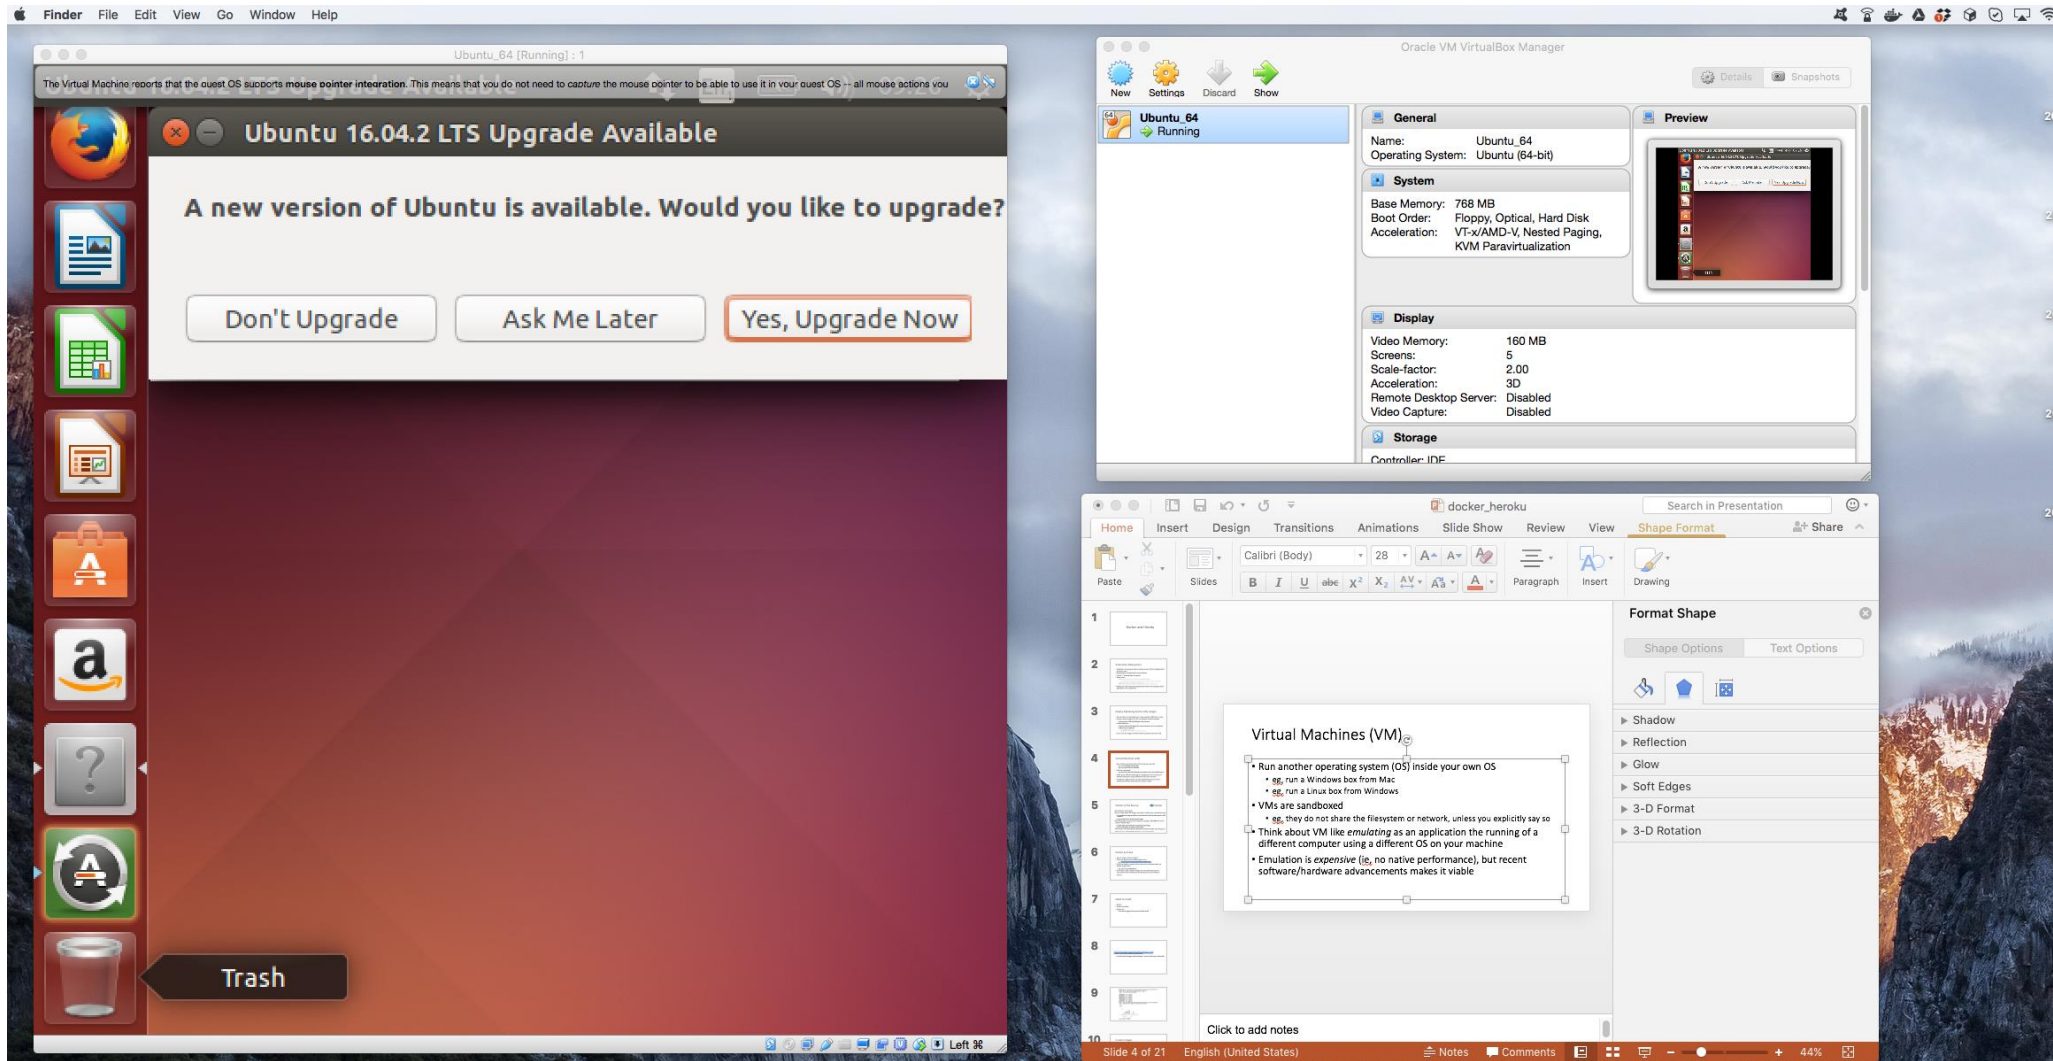 Finder File Edit View Go Window Help
Ubuntu_64 [Running] : 1
The Virtual Machine reports that the guest OS supports mouse pointer integration. This means that you do not need to capture the mouse pointer to be able to use it in your guest OS -- all mouse actions you
Ubuntu 16.04.2 LTS Upgrade Available
A new version of Ubuntu is available. Would you like to upgrade?
Don't Upgrade Ask Me Later Yes, Upgrade Now
Trash
Left ⌘
Oracle VM VirtualBox Manager
New Settings Discard Show
Details Snapshots
Ubuntu_64
Running
General
Name: Ubuntu_64
Operating System: Ubuntu (64-bit)
System
Base Memory: 768 MB
Boot Order: Floppy, Optical, Hard Disk
Acceleration: VT-x/AMD-V, Nested Paging,
KVM Paravirtualization
Preview
Display
Video Memory: 160 MB
Screens: 5
Scale-factor: 2.00
Acceleration: 3D
Remote Desktop Server: Disabled
Video Capture: Disabled
Storage
Controller: IDE
docker_heroku
Search in Presentation
Home Insert Design Transitions Animations Slide Show Review View Shape Format Share
Calibri (Body) 28
Paste Slides Paragraph Insert Drawing
1
2
3
4
5
6
7
8
9
10
Virtual Machines (VM)
• Run another operating system (OS) inside your own OS
• eg, run a Windows box from Mac
• eg, run a Linux box from Windows
• VMs are sandboxed
• eg, they do not share the filesystem or network, unless you explicitly say so
• Think about VM like emulating as an application the running of a
different computer using a different OS on your machine
• Emulation is expensive (ie, no native performance), but recent
software/hardware advancements makes it viable
Format Shape
Shape Options Text Options
Shadow
Reflection
Glow
Soft Edges
3-D Format
3-D Rotation
Click to add notes
Slide 4 of 21 English (United States) Notes Comments 44%